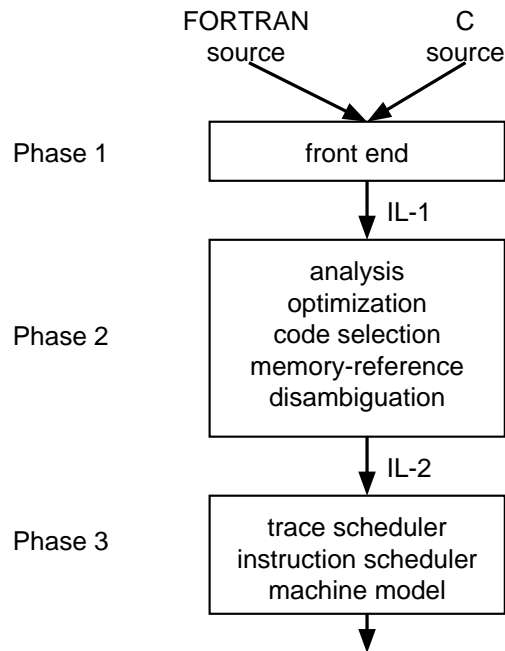 FORTRAN
source
C
source
Phase 1
front end
IL-1
Phase 2
analysis
optimization
code selection
memory-reference
disambiguation
IL-2
Phase 3
trace scheduler
instruction scheduler
machine model